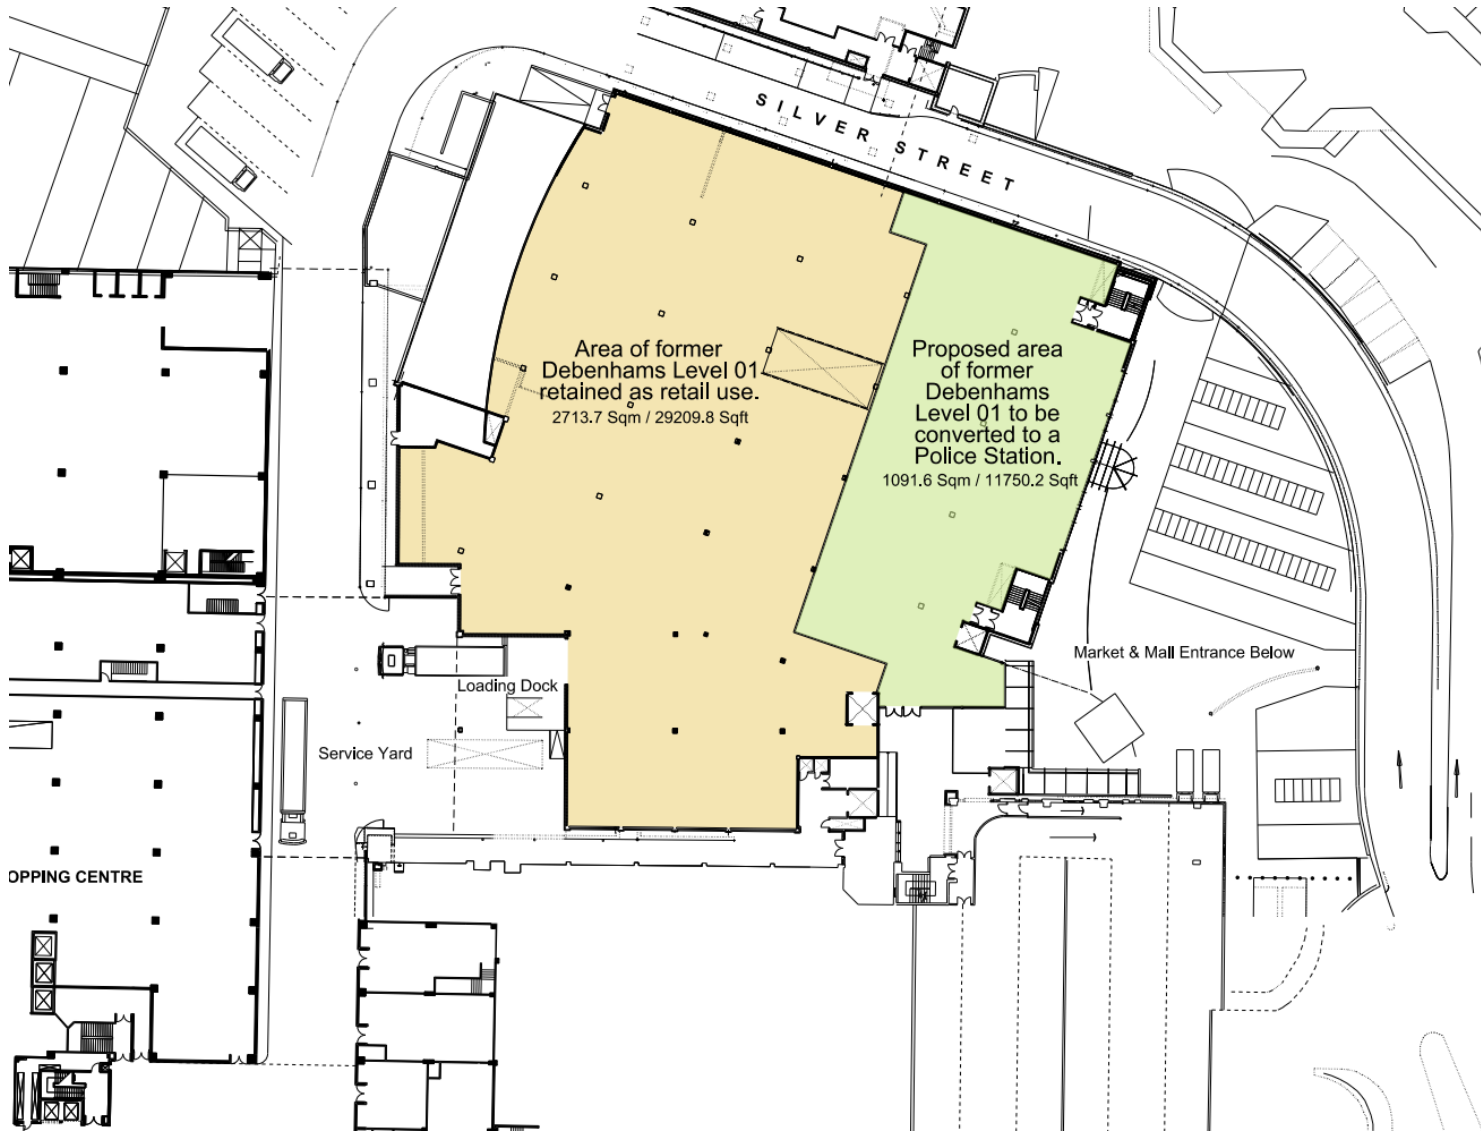 SILVER STREET
Area of former
Debenhams Level 01
retained as retail use.
2713.7 Sqm / 29209.8 Sqft
Proposed area
of former
Debenhams
Level 01 to be
converted to a
Police Station.
1091.6 Sqm / 11750.2 Sqft
Market & Mall Entrance Below
Loading Dock
Service Yard
OPPING CENTRE